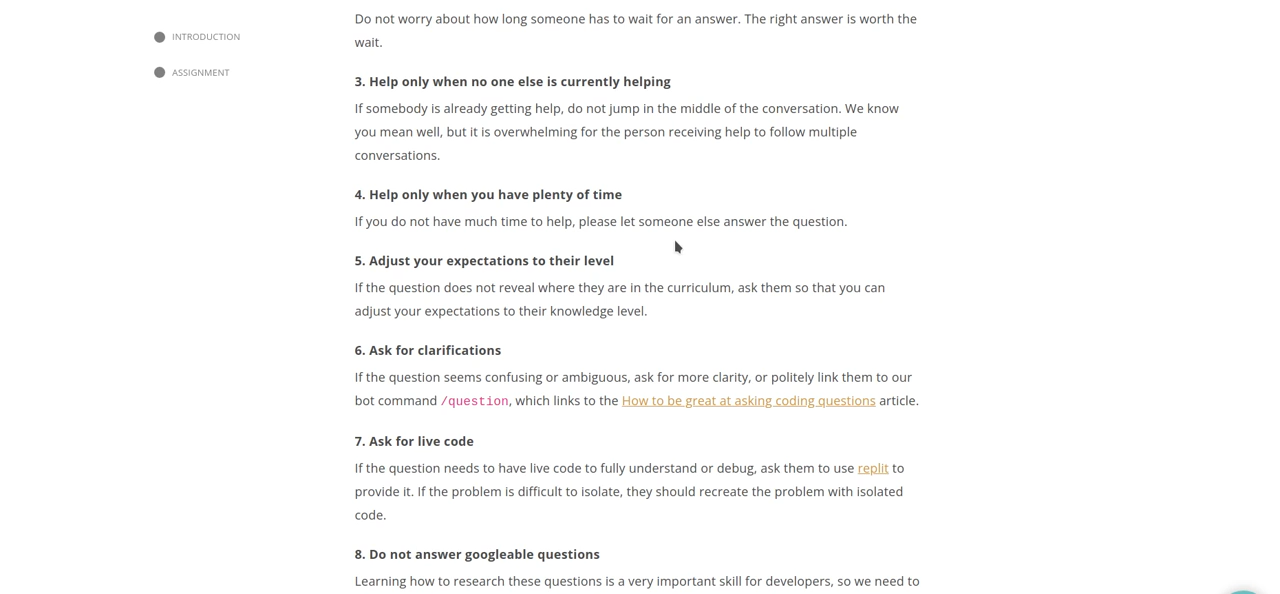 INTRODUCTION
ASSIGNMENT
Do not worry about how long someone has to wait for an answer. The right answer is worth the
wait.
3. Help only when no one else is currently helping
If somebody is already getting help, do not jump in the middle of the conversation. We know
you mean well, but it is overwhelming for the person receiving help to follow multiple
conversations.
4. Help only when you have plenty of time
If you do not have much time to help, please let someone else answer the question.
5. Adjust your expectations to their level
If the question does not reveal where they are in the curriculum, ask them so that you can
adjust your expectations to their knowledge level.
6. Ask for clarifications
If the question seems confusing or ambiguous, ask for more clarity, or politely link them to our
bot command /question, which links to the How to be great at asking coding questions article.
7. Ask for live code
If the question needs to have live code to fully understand or debug, ask them to use replit to
provide it. If the problem is difficult to isolate, they should recreate the problem with isolated
code.
8. Do not answer googleable questions
Learning how to research these questions is a very important skill for developers, so we need to